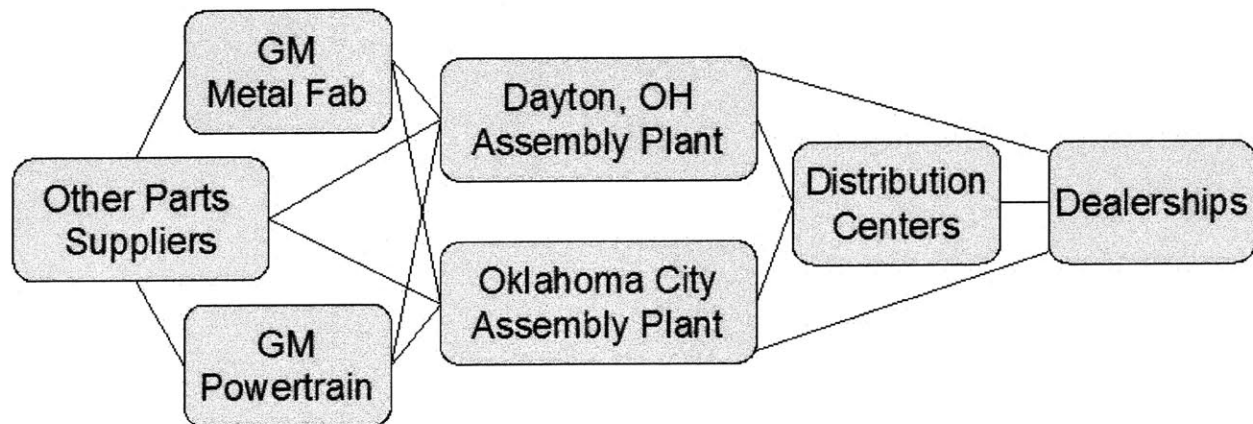 GM
Metal Fab
Dayton, OH
Assembly Plant
Other Parts
Suppliers
Distribution
Centers
Dealerships
Oklahoma City
Assembly Plant
GM
Powertrain